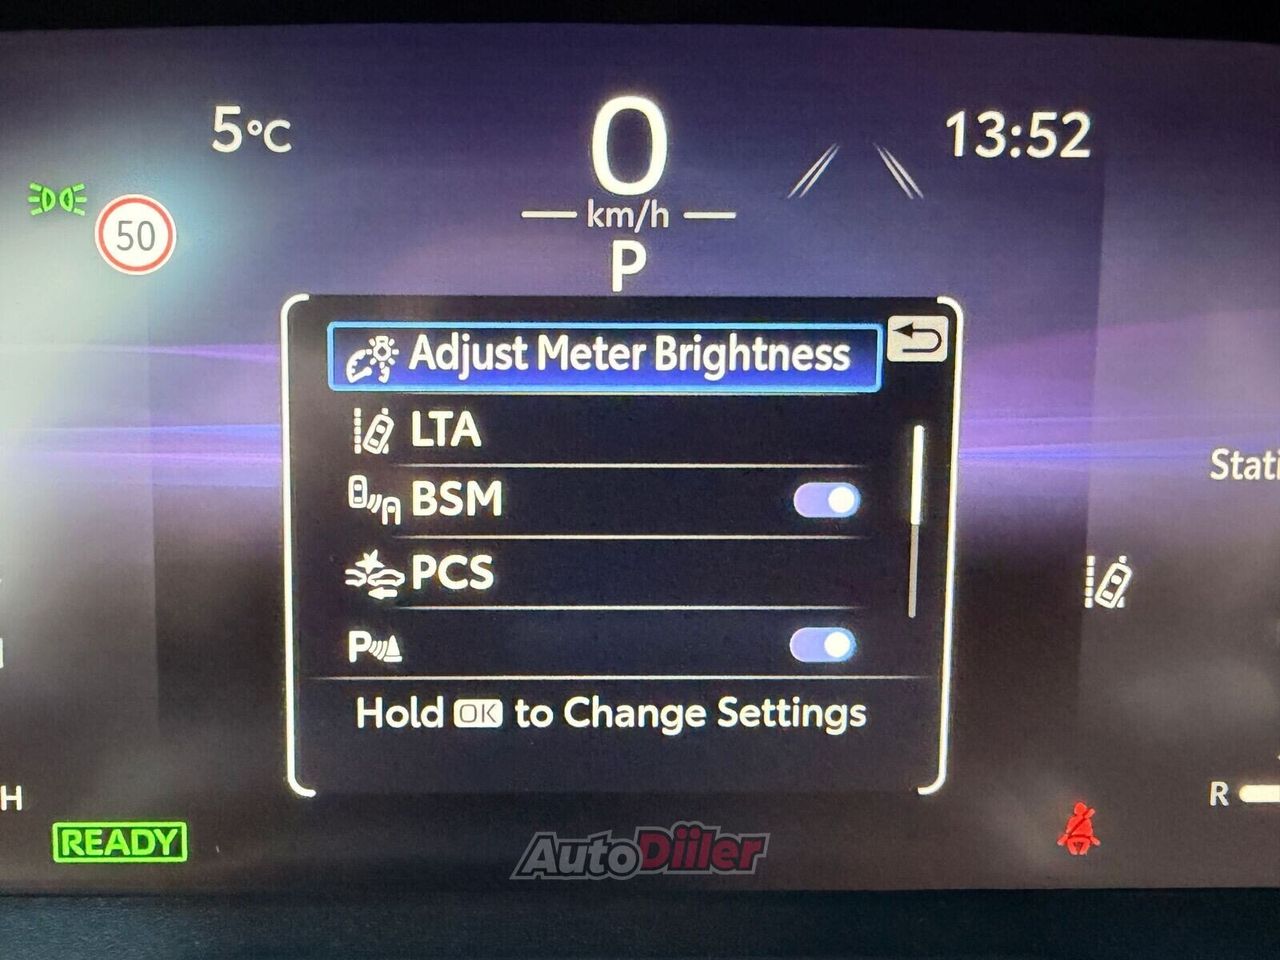 5°C
0
13:52
50
km/h
P
Adjust Meter Brightness
LTA
BSM
Stati
PCS
P
Hold OK to Change Settings
H
R
READY
AutoDiiler